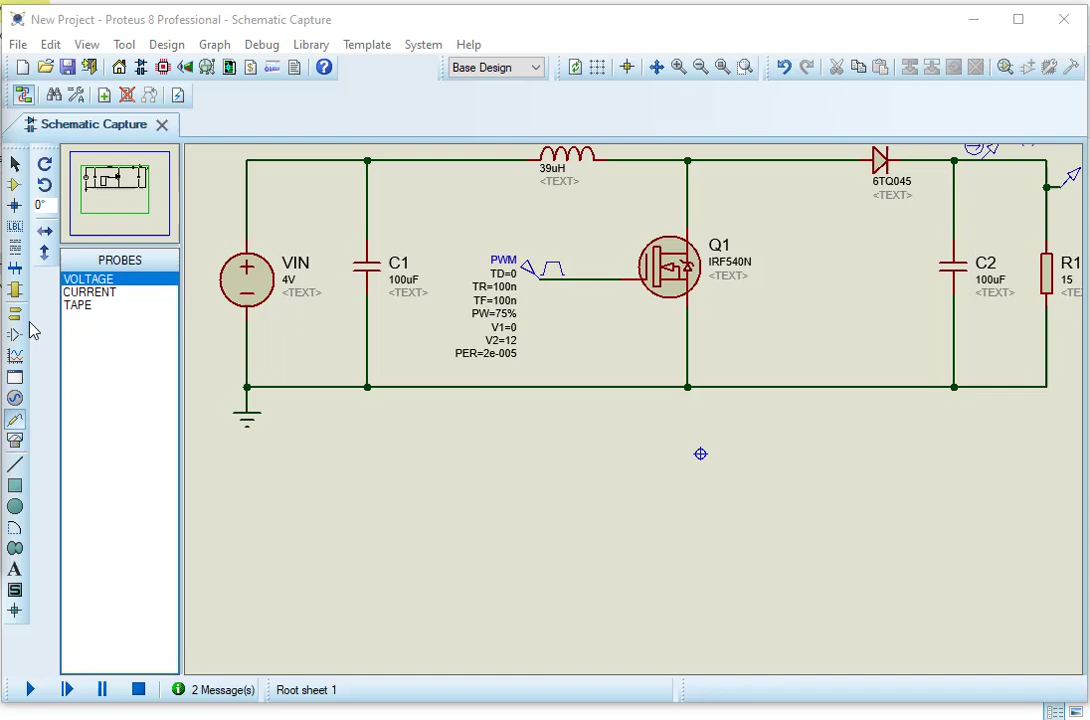 New Project - Proteus 8 Professional - Schematic Capture
File Edit View Tool Design Graph Debug Library Template System Help
Base Design
Schematic Capture
LBL
0°
PROBES
VOLTAGE
CURRENT
TAPE
39uH
<TEXT>
6TQ045
<TEXT>
VIN
4V
<TEXT>
C1
100uF
<TEXT>
PWM
TD=0
TR=100n
TF=100n
PW=75%
V1=0
V2=12
PER=2e-005
Q1
IRF540N
<TEXT>
C2
100uF
<TEXT>
R1
15
<TE
A
S
2 Message(s)
Root sheet 1